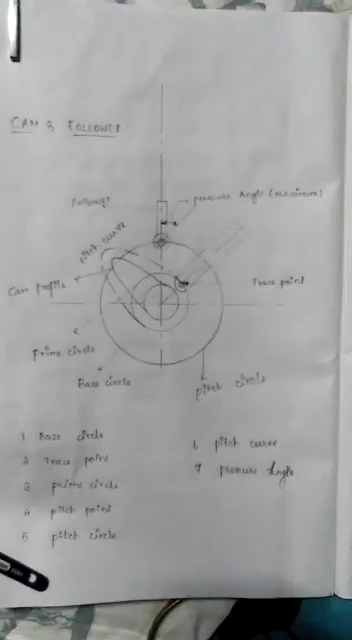 CAM & FOLLOWER
Follower
pressure Angle (maximum)
pitch curve
Cam profile
Trace point
Prime circle
Base circle
pitch circle
1 Base circle
2 Trace point
3 prime circle
4 pitch point
5 pitch circle
6 pitch curve
7 pressure Angle